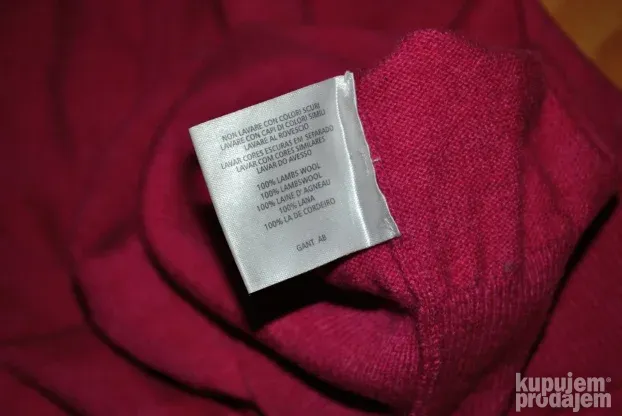 NON LAVARE CON COLORI SCURI
LAVARE CON CAPI DI COLORI SIMILI
LAVARE AL ROVESCIO
LAVAR CORES ESCURAS EM SEPARADO
LAVAR COM CORES SIMILARES
LAVAR DO AVESSO
100% LAMBS WOOL
100% LAMESWOOL
100% LAINE D'AGNEAU
100% LANA
100% LA DE CORDEIRO
GANT AB
kupujem
prodajem